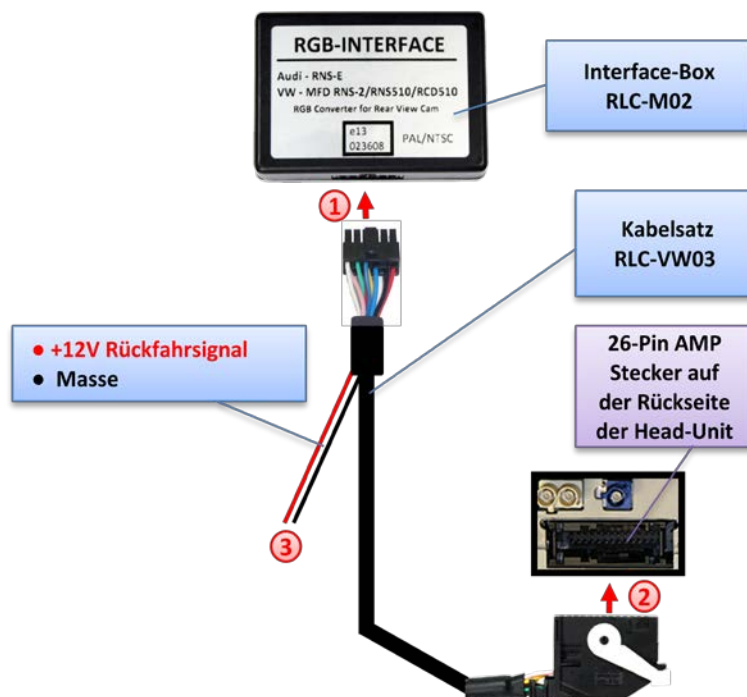 RGB-INTERFACE
Audi - RNS-E
VW - MFD RNS-2/RNS510/RCD510
RGB Converter for Rear View Cam
e13
023608
PAL/NTSC
Interface-Box
RLC-M02
1
Kabelsatz
RLC-VW03
• +12V Rückfahrsignal
• Masse
26-Pin AMP
Stecker auf
der Rückseite
der Head-Unit
3
2